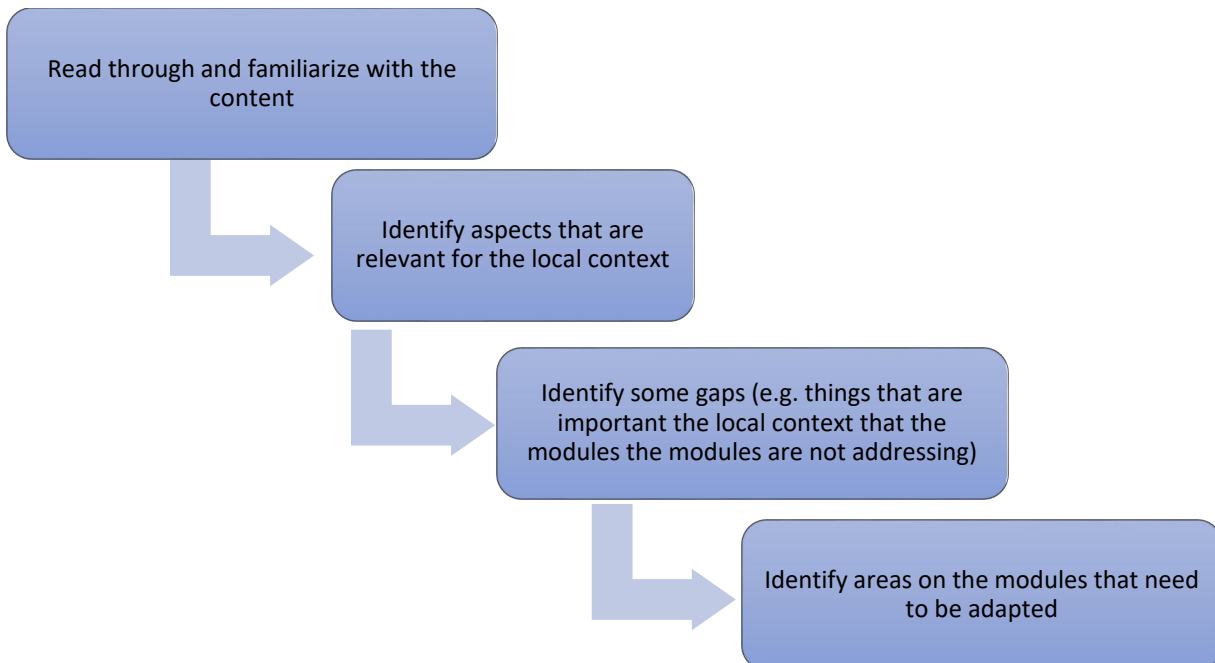 Read through and familiarize with the
content
Identify aspects that are
relevant for the local context
Identify some gaps (e.g. things that are
important the local context that the
modules the modules are not addressing)
Identify areas on the modules that need
to be adapted